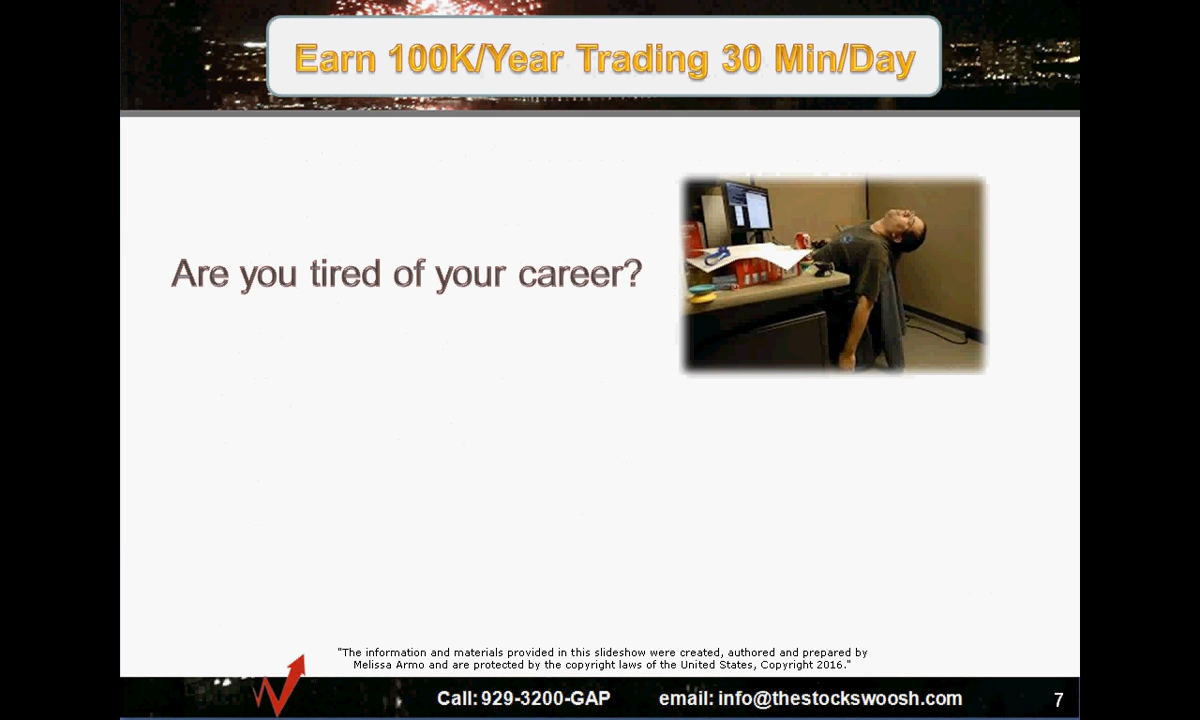 Earn 100K/Year Trading 30 Min/Day
Are you tired of your career?
"The information and materials provided in this slideshow were created, authored and prepared by
Melissa Armo and are protected by the copyright laws of the United States, Copyright 2016."
Call: 929-3200-GAP email: info@thestockswoosh.com 7